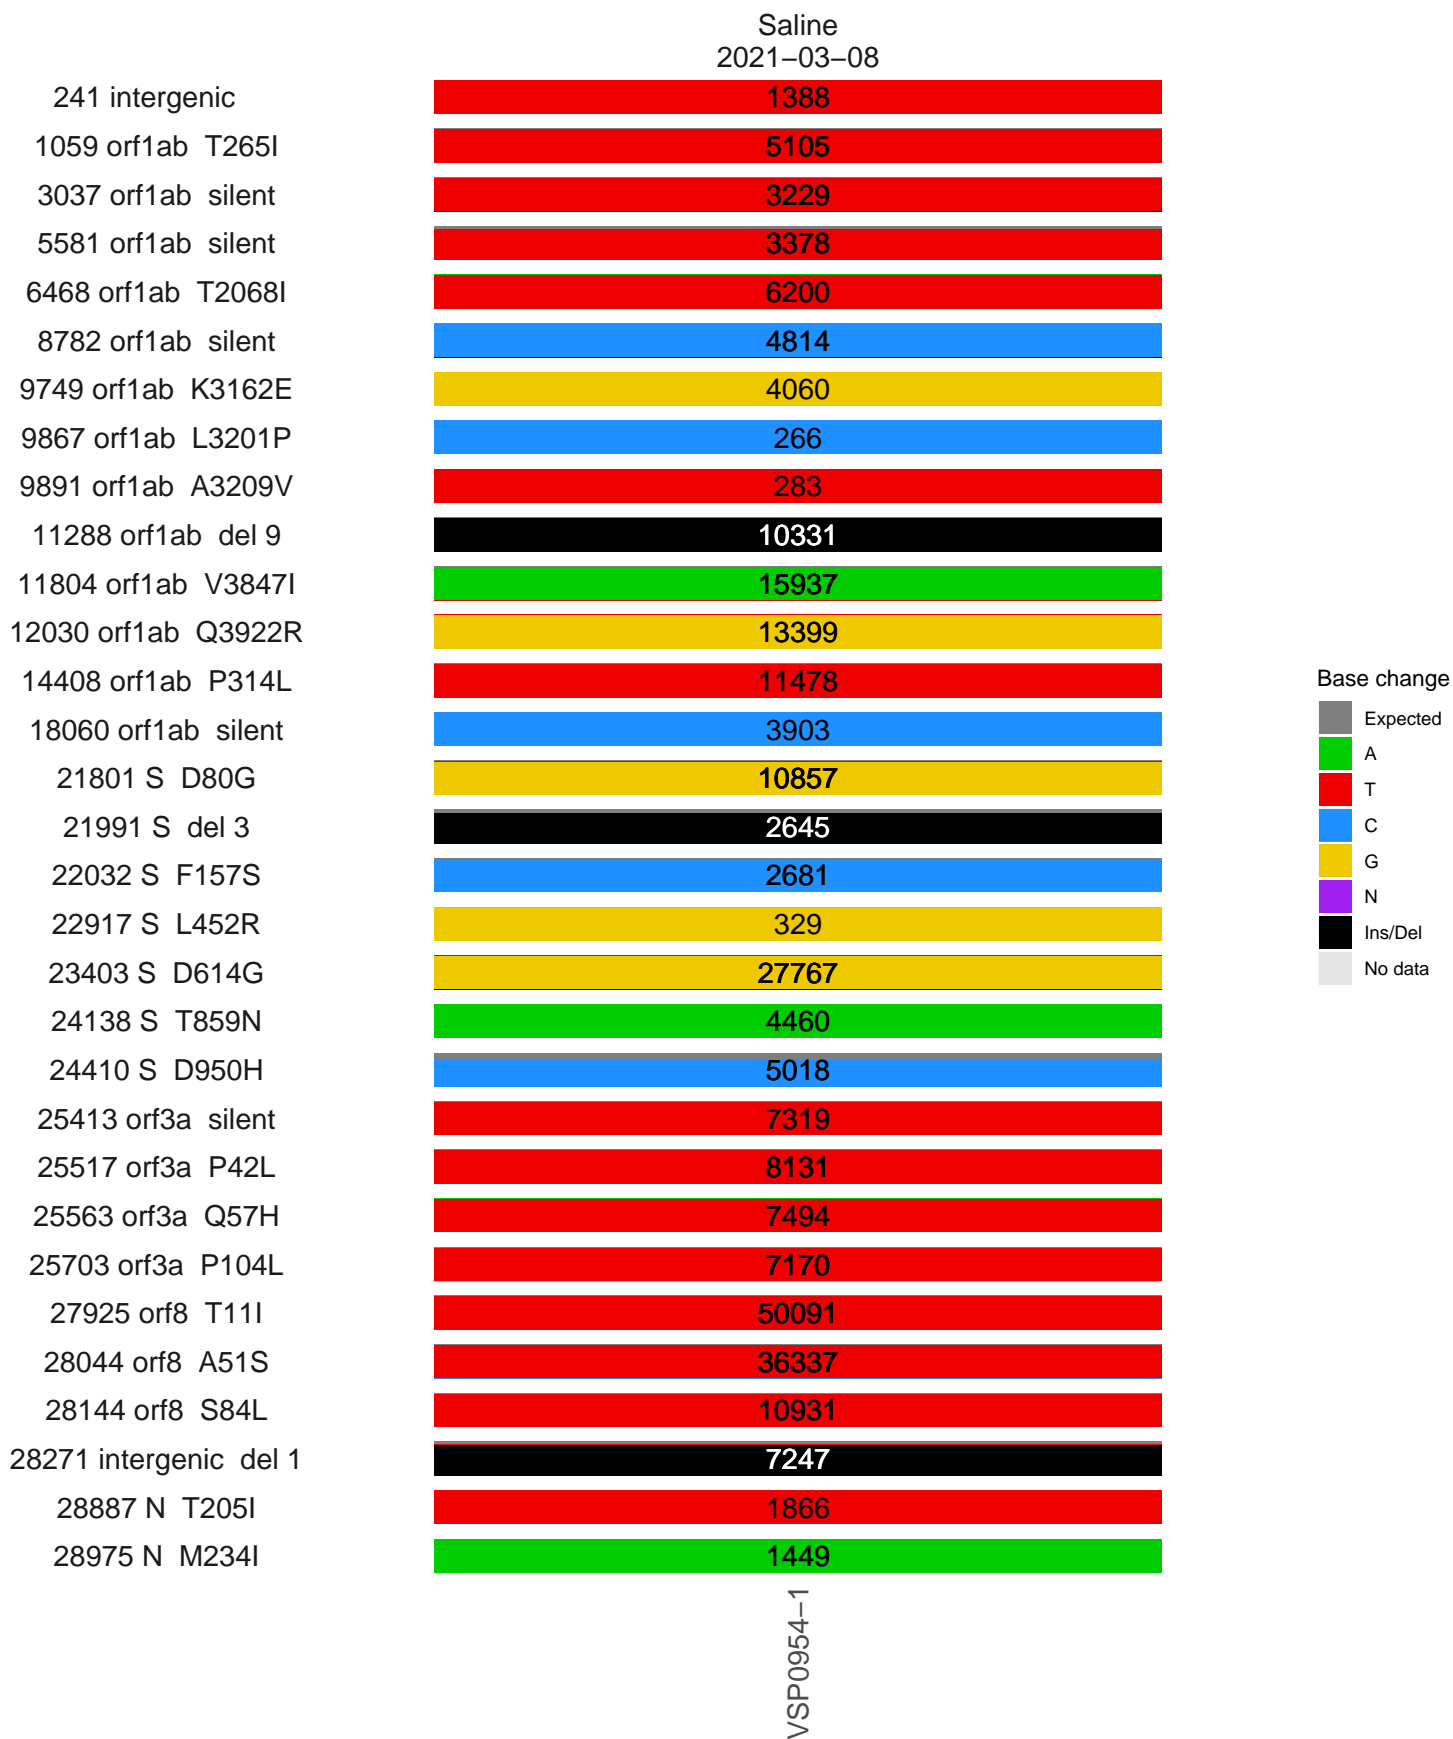 Saline
2021–03–08
241 intergenic 1388
1059 orf1ab T265I 5105
3037 orf1ab silent 3229
5581 orf1ab silent 3378
6468 orf1ab T2068I 6200
8782 orf1ab silent 4814
9749 orf1ab K3162E 4060
9867 orf1ab L3201P 266
9891 orf1ab A3209V 283
11288 orf1ab del 9 10331
11804 orf1ab V3847I 15937
12030 orf1ab Q3922R 13399
14408 orf1ab P314L 11478
18060 orf1ab silent 3903
21801 S D80G 10857
21991 S del 3 2645
22032 S F157S 2681
22917 S L452R 329
23403 S D614G 27767
24138 S T859N 4460
24410 S D950H 5018
25413 orf3a silent 7319
25517 orf3a P42L 8131
25563 orf3a Q57H 7494
25703 orf3a P104L 7170
27925 orf8 T11I 50091
28044 orf8 A51S 36337
28144 orf8 S84L 10931
28271 intergenic del 1 7247
28887 N T205I 1866
28975 N M234I 1449
VSP0954–1
Base change
Expected
A
T
C
G
N
Ins/Del
No data